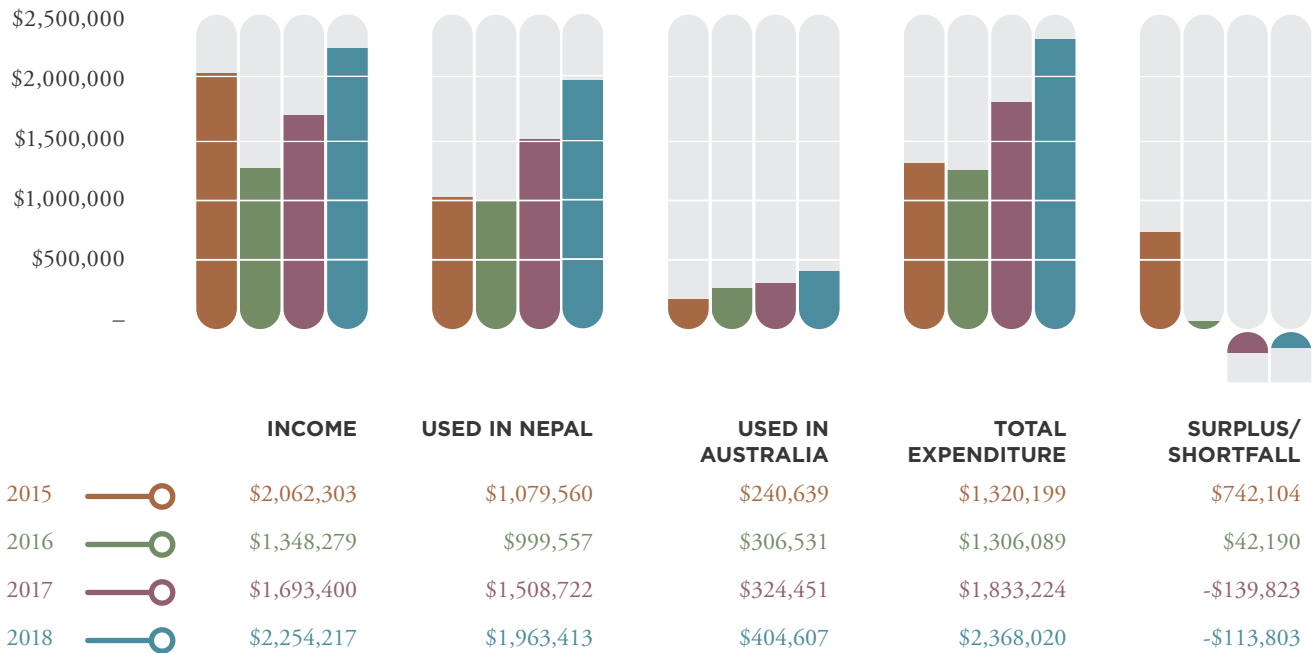 $2,500,000
$2,000,000
$1,500,000
$1,000,000
$500,000
–
INCOME USED IN NEPAL USED IN AUSTRALIA TOTAL EXPENDITURE SURPLUS/ SHORTFALL
2015 $2,062,303 $1,079,560 $240,639 $1,320,199 $742,104
2016 $1,348,279 $999,557 $306,531 $1,306,089 $42,190
2017 $1,693,400 $1,508,722 $324,451 $1,833,224 -$139,823
2018 $2,254,217 $1,963,413 $404,607 $2,368,020 -$113,803